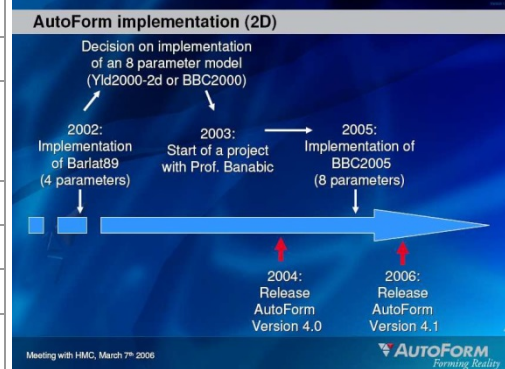 AutoForm implementation (2D)
Decision on implementation
of an 8 parameter model
(Yld2000-2d or BBC2000)
2002:
Implementation
of Barlat89
(4 parameters)
2003:
Start of a project
with Prof. Banabic
2005:
Implementation of
BBC2005
(8 parameters)
2004:
Release
AutoForm
Version 4.0
2006:
Release
AutoForm
Version 4.1
Meeting with HMC, March 7th 2006
AUTOFORM
Forming Reality